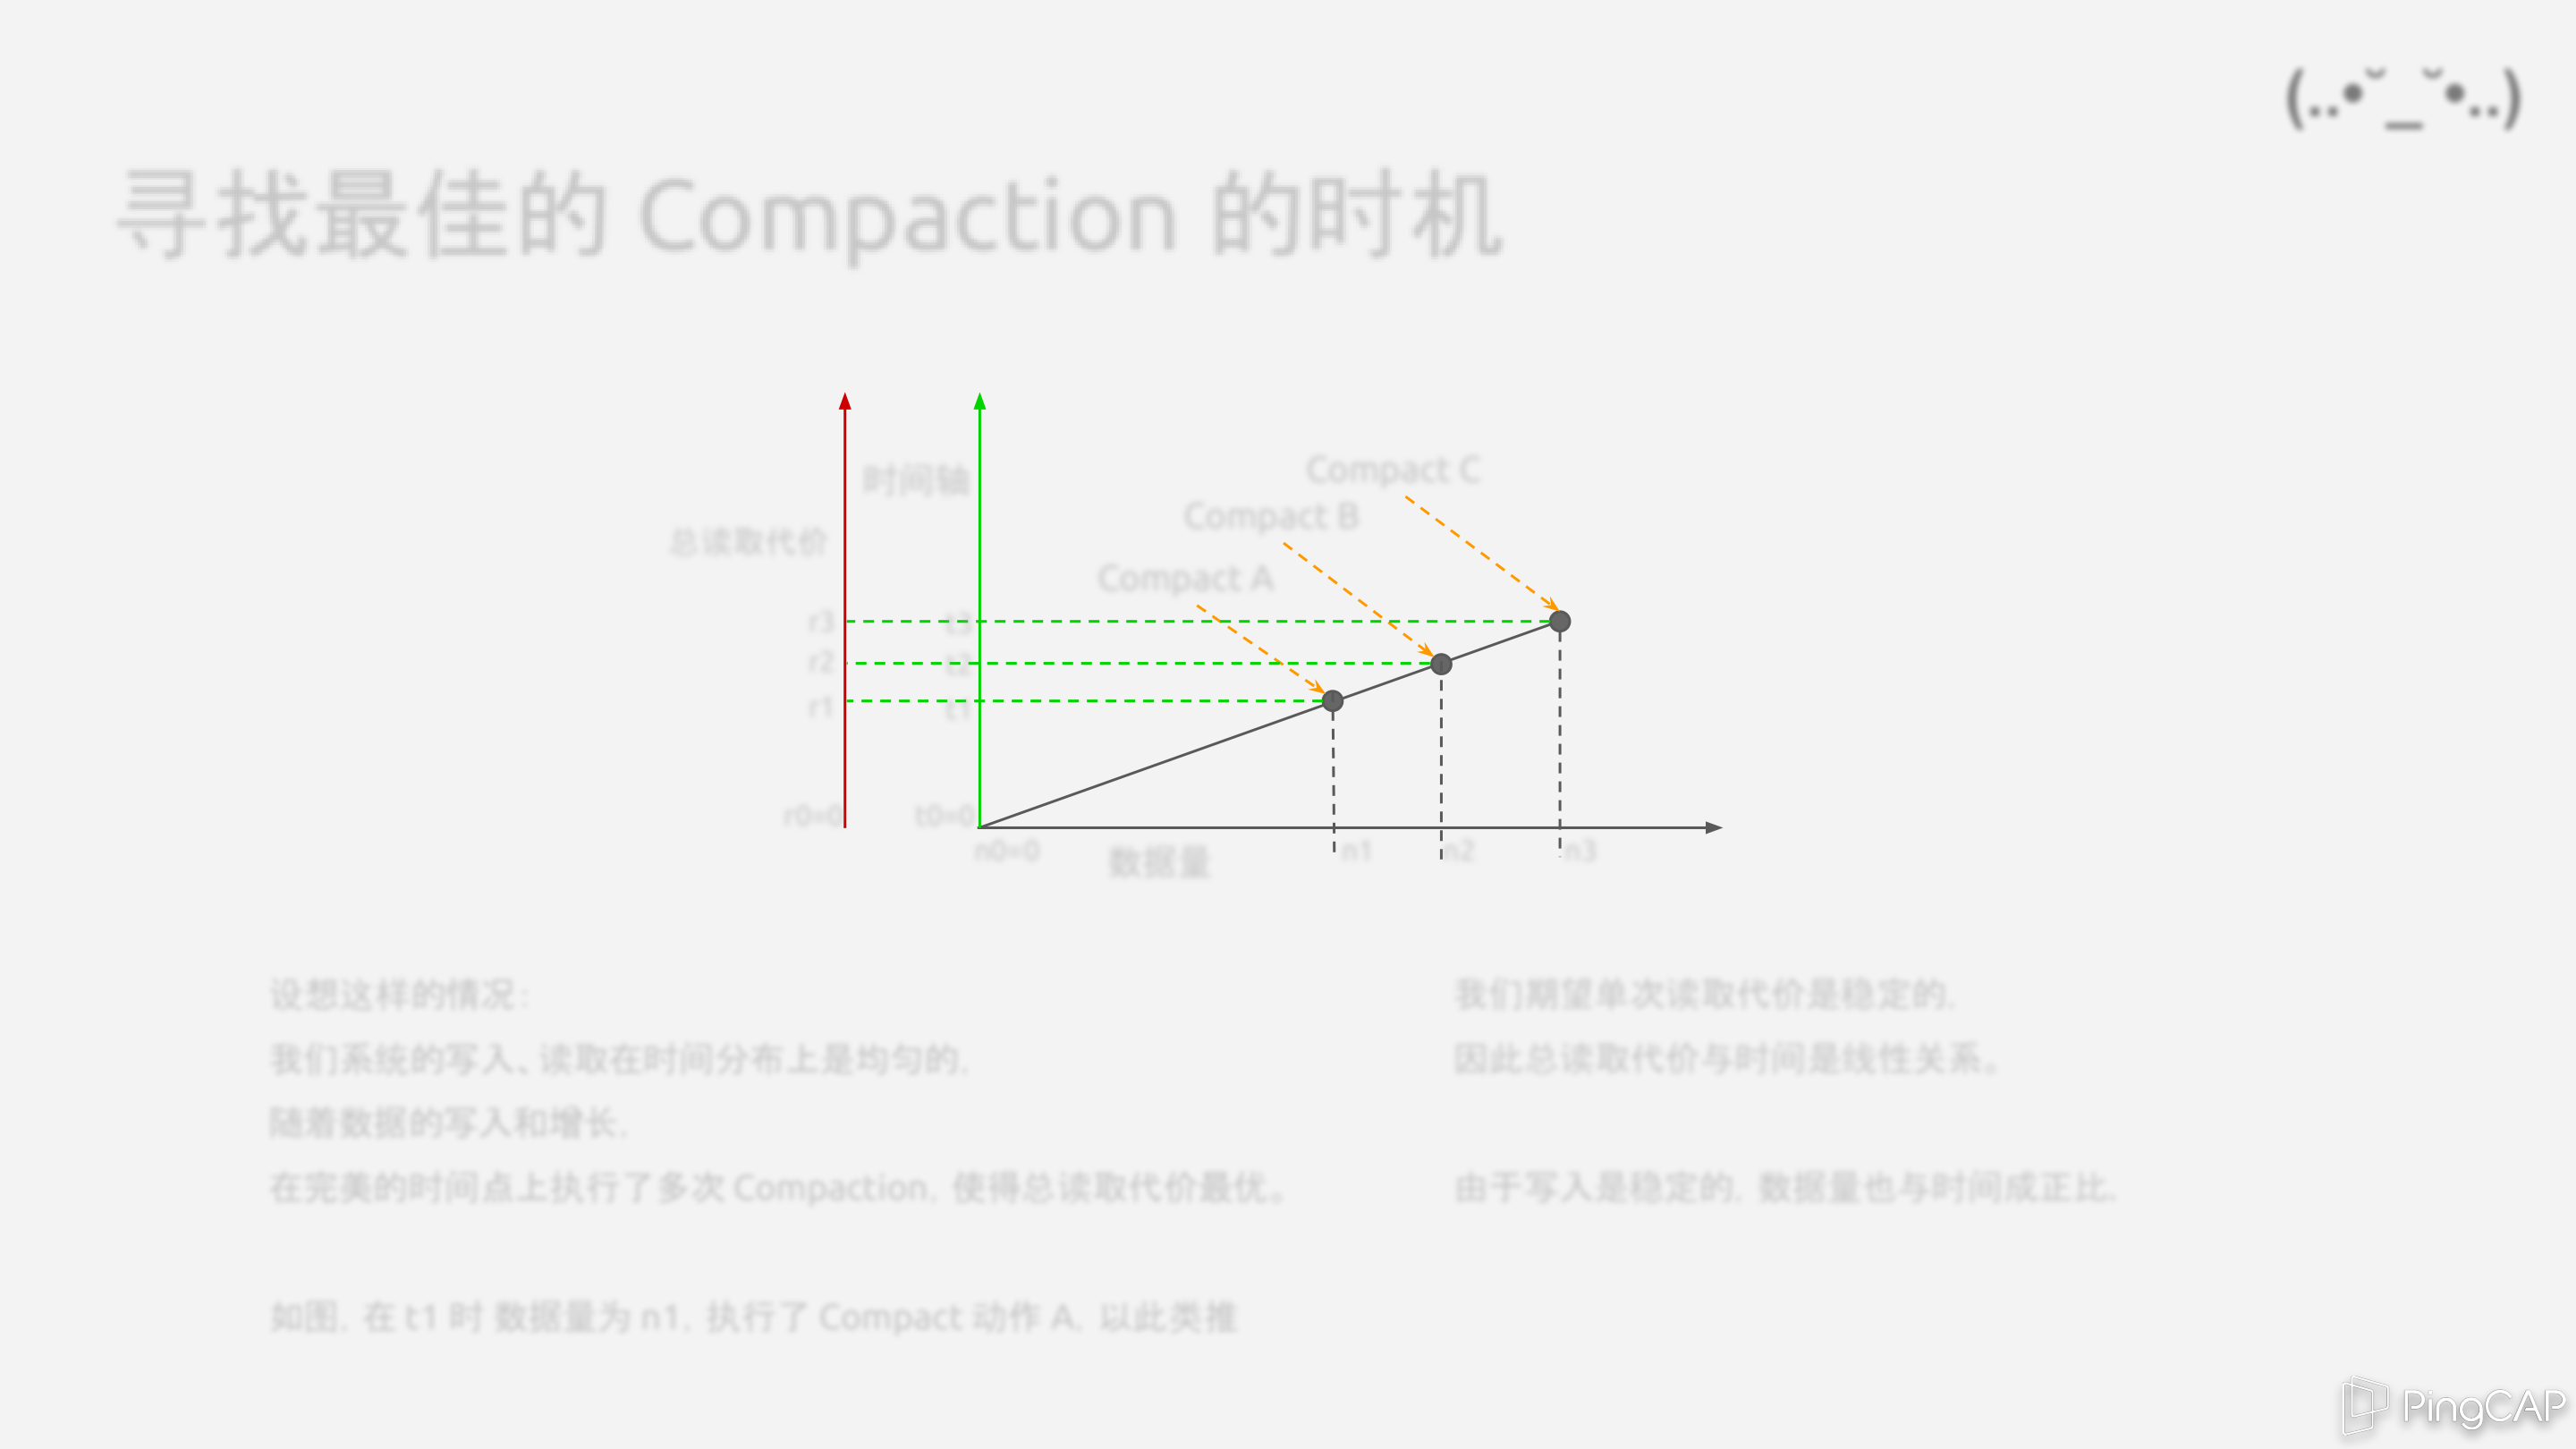 (..•˘_˘•..)
寻找最佳的 Compaction 的时机
时间轴
总读取代价
Compact C
Compact B
Compact A
r3
t3
r2
t2
r1
t1
r0=0
t0=0
n0=0
数据量
n1
n2
n3
设想这样的情况：
我们系统的写入、读取在时间分布上是均匀的，
随着数据的写入和增长，
在完美的时间点上执行了多次 Compaction，使得总读取代价最优。
如图，在 t1 时 数据量为 n1，执行了 Compact 动作 A，以此类推
我们期望单次读取代价是稳定的，
因此总读取代价与时间是线性关系。
由于写入是稳定的，数据量也与时间成正比，
PingCAP